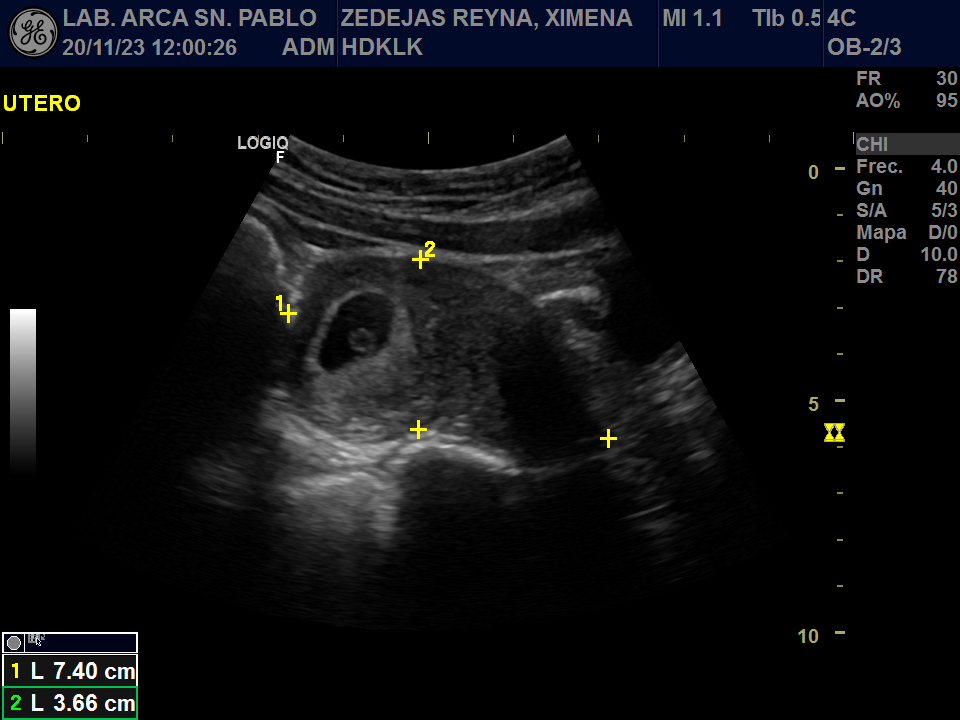 LAB. ARCA SN. PABLO
ZEDEJAS REYNA, XIMENA
MI 1.1
TIb 0.5
4C
20/11/23 12:00:26
ADM
HDKLK
OB-2/3
UTERO
LOGIQ
F
FR 30
AO% 95
CHI
Frec. 4.0
Gn 40
S/A 5/3
Mapa D/0
D 10.0
DR 78
0
5
10
1
2
1 L 7.40 cm
2 L 3.66 cm